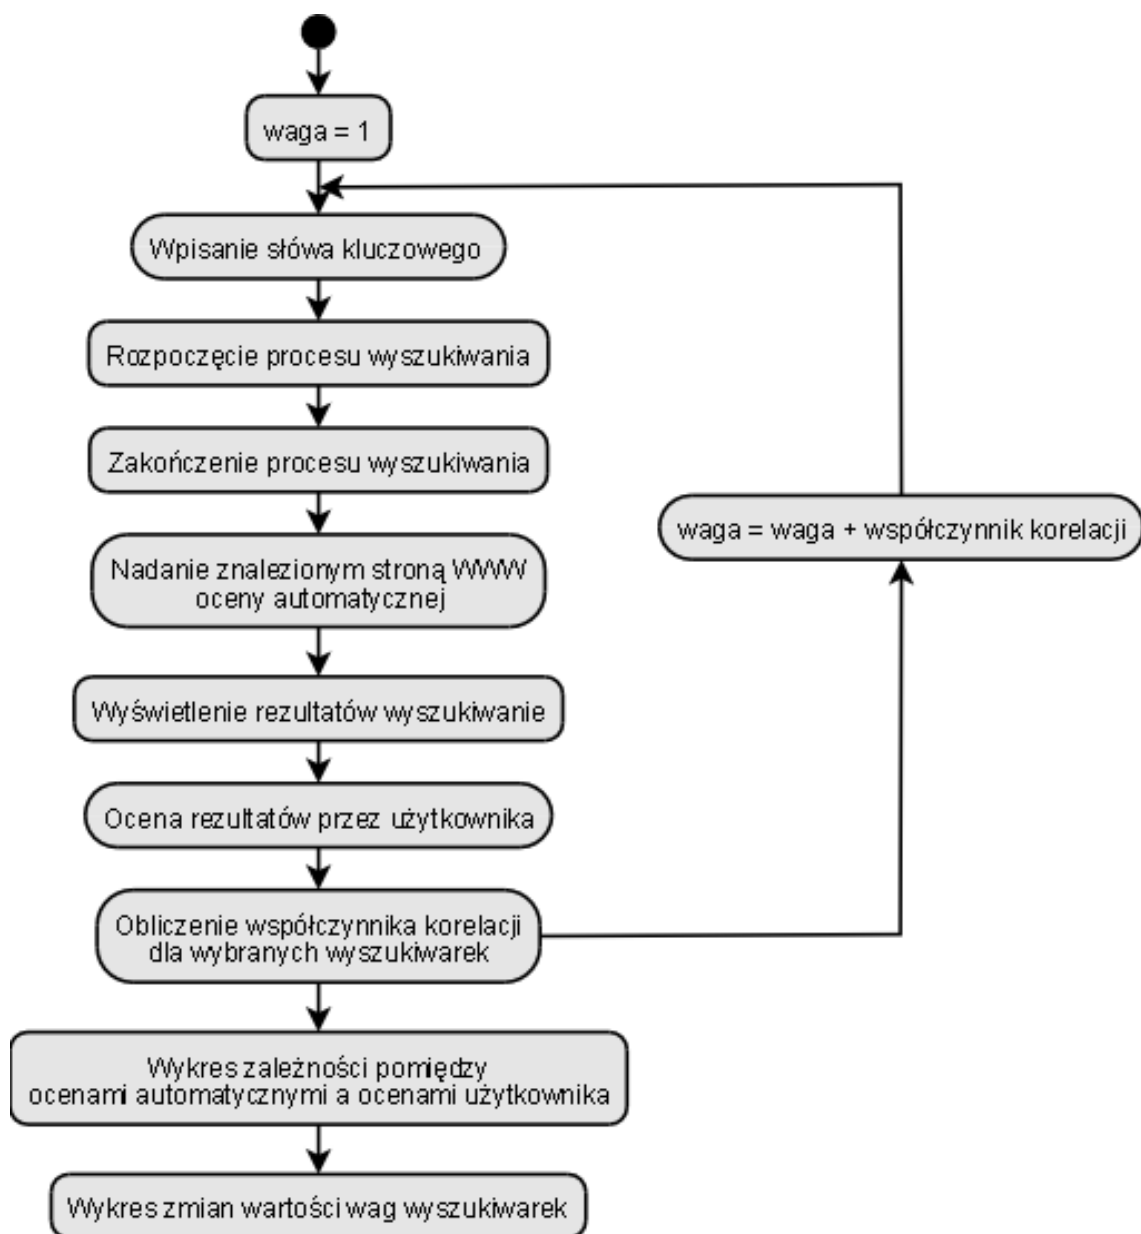 waga = 1
Wpisanie słówa kluczowego
Rozpoczęcie procesu wyszukiwania
Zakończenie procesu wyszukiwania
waga = waga + współczynnik korelacji
Nadanie znalezionym stroną WWW
oceny automatycznej
Wyświetlenie rezultatów wyszukiwanie
Ocena rezultatów przez użytkownika
Obliczenie współczynnika korelacji
dla wybranych wyszukiwarek
Wykres zależności pomiędzy
ocenami automatycznymi a ocenami użytkownika
Wykres zmian wartości wag wyszukiwarek